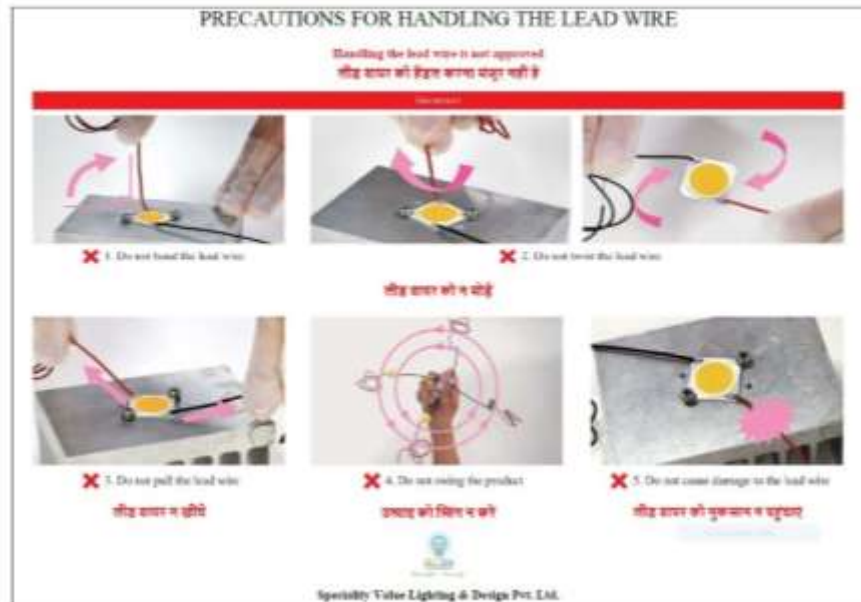 PRECAUTIONS FOR HANDLING THE LEAD WIRE
Handling the lead wire is not approved
लीड वायर को हैंडल करना मंजूर नही है
1. Do not bend the lead wire
2. Do not twist the lead wire
लीड वायर को न मोड़ें
3. Do not pull the lead wire
4. Do not swing the product
5. Do not cause damage to the lead wire
लीड वायर न खींचे
उत्पाद को स्विंग न करे
लीड वायर को नुकसान न पहुंचाएं
Speciality Value Lighting & Design Pvt. Ltd.